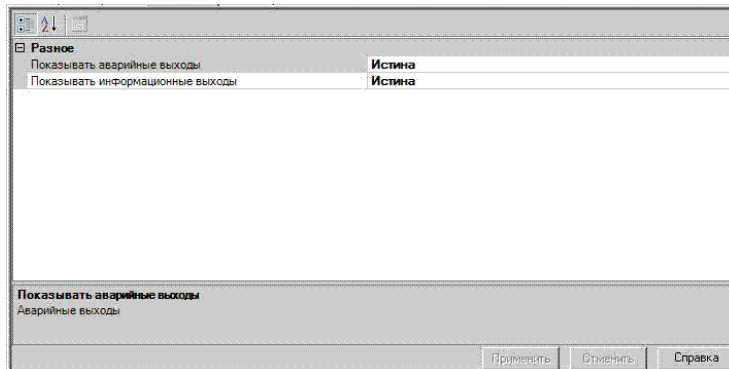 Разное
Показывать аварийные выходы Истина
Показывать информационные выходы Истина
Показывать аварийные выходы
Аварийные выходы
Применить Отменить Справка